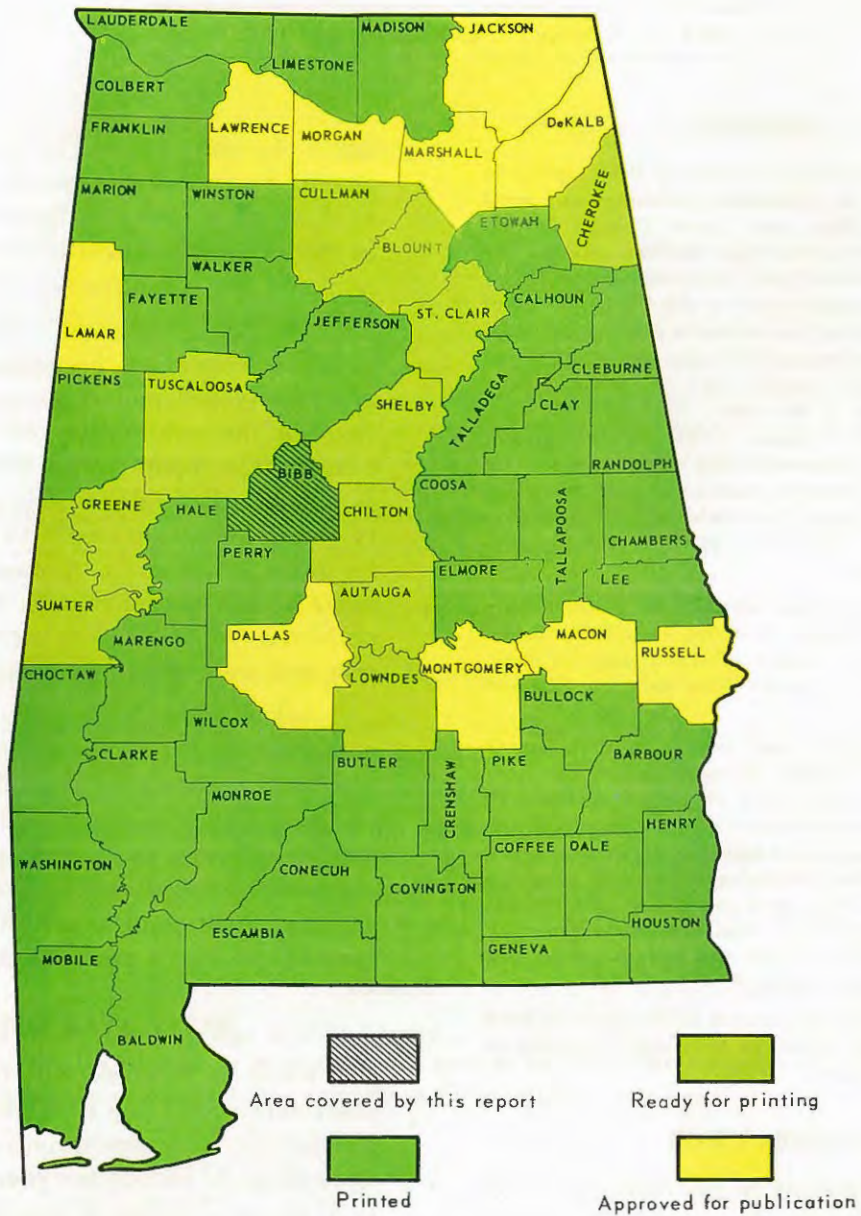 LAUDERDALE
MADISON
JACKSON
LIMESTONE
COLBERT
FRANKLIN
LAWRENCE
MORGAN
MARSHALL
DeKALB
MARION
WINSTON
CULLMAN
CHEROKEE
ETOWAH
BLOUNT
WALKER
FAYETTE
JEFFERSON
ST. CLAIR
CALHOUN
LAMAR
PICKENS
TUSCALOOSA
SHELBY
TALLADEGA
CLEBURNE
CLAY
BIBB
RANDOLPH
GREENE
HALE
CHILTON
COOSA
TALLAPOOSA
CHAMBERS
PERRY
ELMORE
LEE
SUMTER
AUTAUGA
MARENGO
DALLAS
MACON
RUSSELL
CHOCTAW
LOWNDES
MONTGOMERY
BULLOCK
WILCOX
CLARKE
BUTLER
CRENSHAW
PIKE
BARBOUR
MONROE
HENRY
WASHINGTON
CONECUH
COVINGTON
COFFEE
DALE
ESCAMBIA
HOUSTON
GENEVA
MOBILE
BALDWIN
Area covered by this report
Ready for printing
Printed
Approved for publication